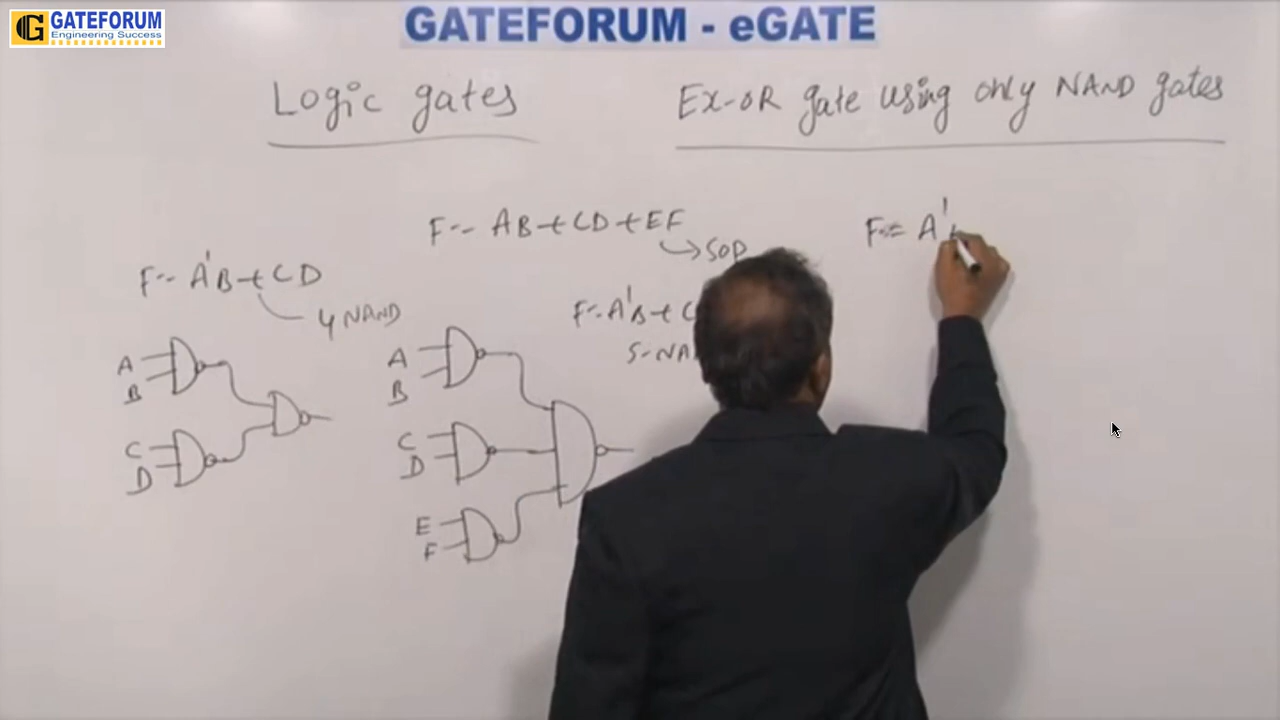 GATEFORUM
Engineering Success
GATEFORUM - eGATE
Logic gates
Ex-OR gate using only NAND gates
F = AB + CD + EF
SOP
F = A'B + CD
4 NAND
F = A'B + C
5-NA
F = A' +
A
B
C
D
A
B
C
D
E
F